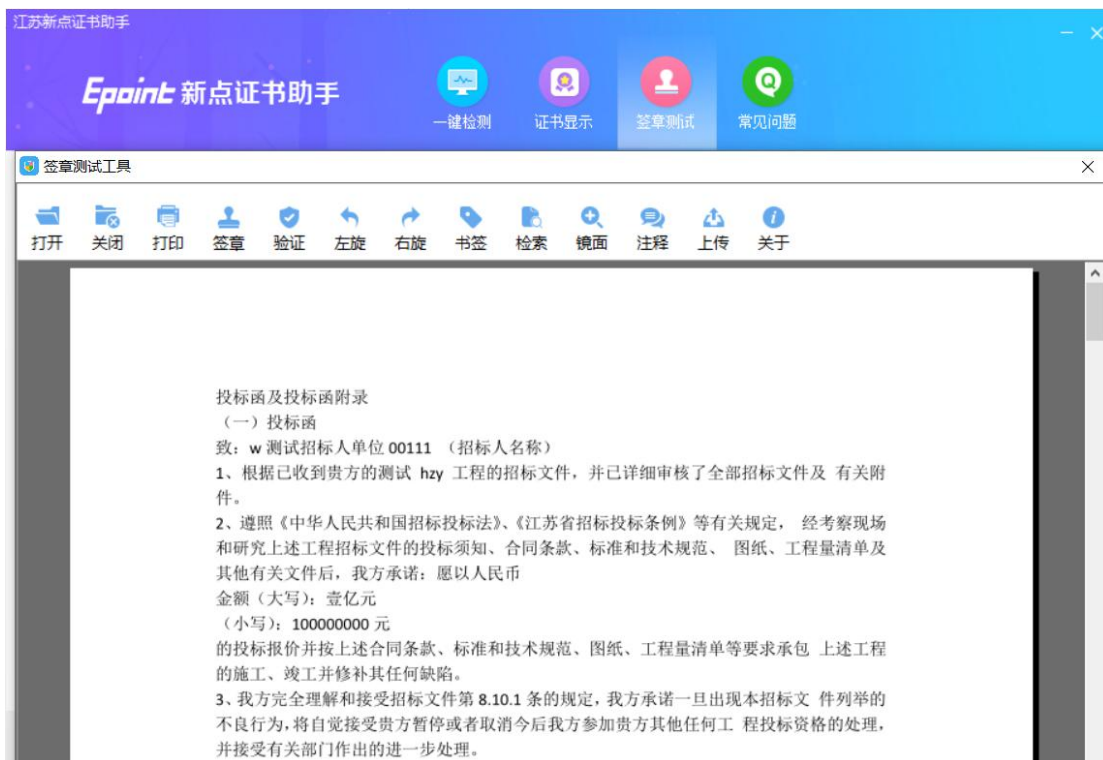 江苏新点证书助手
Epoint 新点证书助手
一键检测 证书显示 签章测试 常见问题
签章测试工具
打开 关闭 打印 签章 验证 左旋 右旋 书签 检索 镜面 注释 上传 关于
投标函及投标函附录
（一）投标函
致：w 测试招标人单位 00111 （招标人名称）
1、根据已收到贵方的测试 hzy 工程的招标文件，并已详细审核了全部招标文件及 有关附
件。
2、遵照《中华人民共和国招标投标法》、《江苏省招标投标条例》等有关规定， 经考察现场
和研究上述工程招标文件的投标须知、合同条款、标准和技术规范、 图纸、工程量清单及
其他有关文件后，我方承诺：愿以人民币
金额（大写）：壹亿元
（小写）：100000000 元
的投标报价并按上述合同条款、标准和技术规范、图纸、工程量清单等要求承包 上述工程
的施工、竣工并修补其任何缺陷。
3、我方完全理解和接受招标文件第 8.10.1 条的规定，我方承诺一旦出现本招标文 件列举的
不良行为，将自觉接受贵方暂停或者取消今后我方参加贵方其他任何工 程投标资格的处理，
并接受有关部门作出的进一步处理。